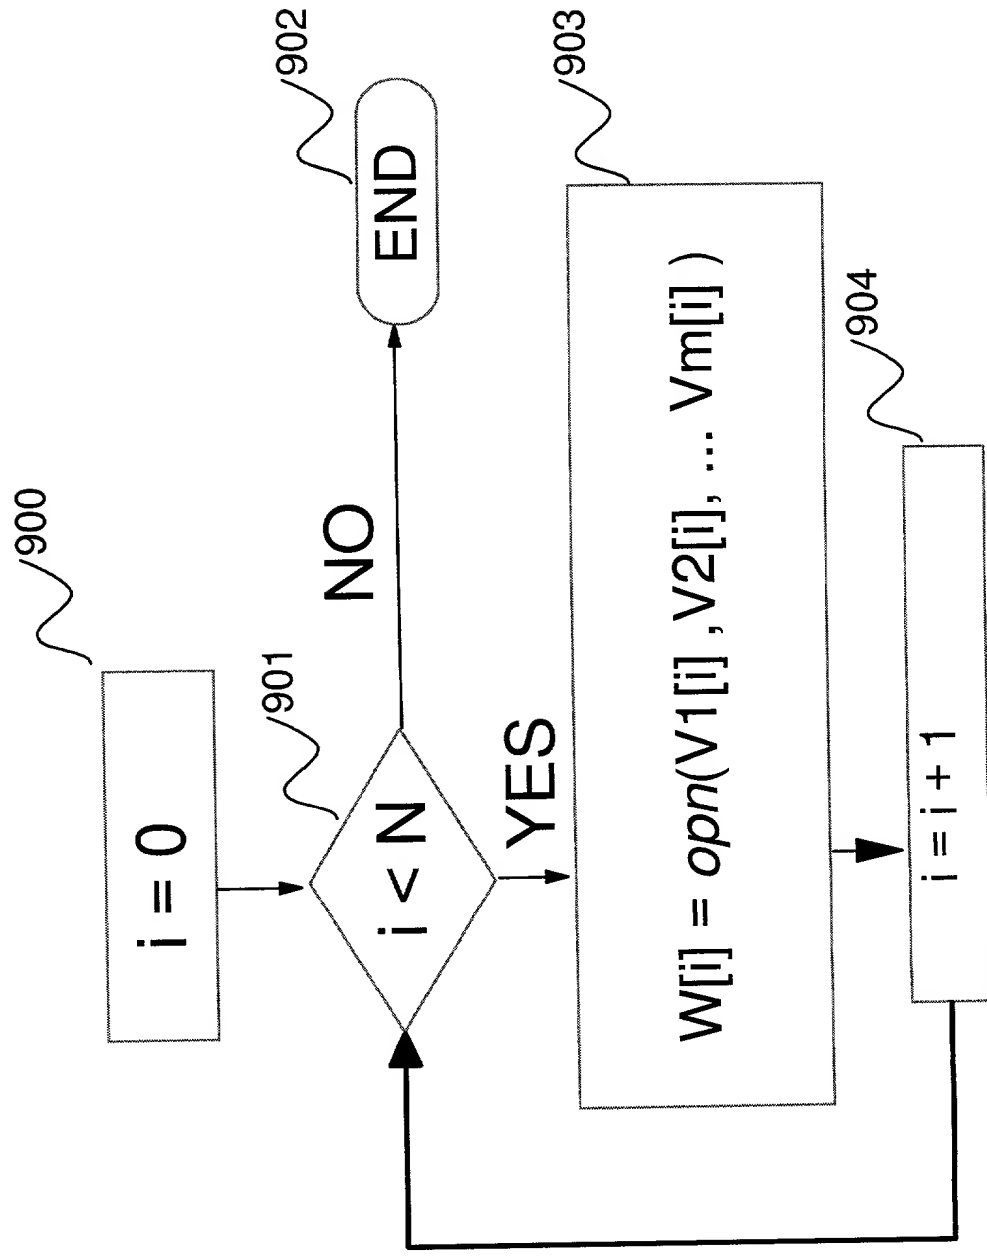 900
i = 0
901
i < N
NO
902
END
YES
903
W[i] = opn(V1[i] ,V2[i], ... Vm[i] )
904
i = i + 1